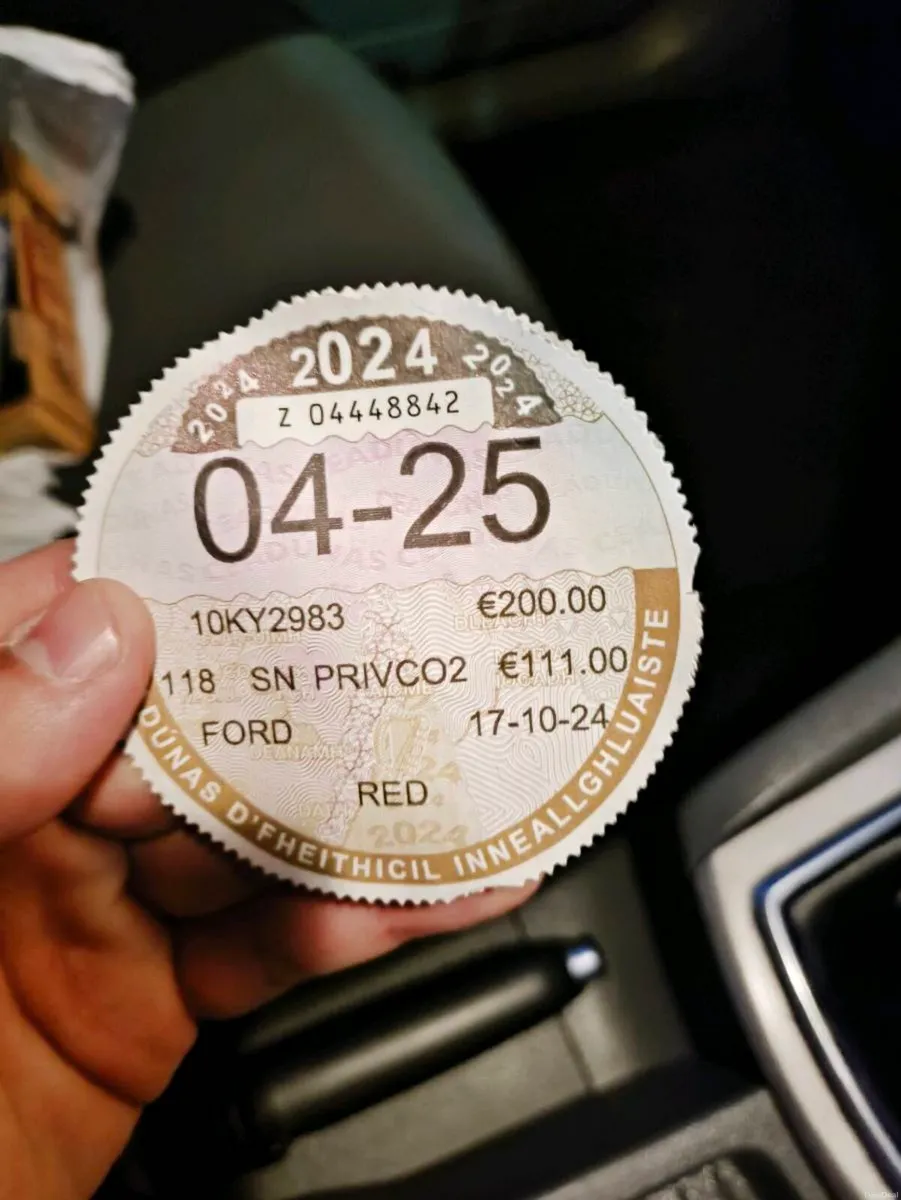 2024 2024 2024
Z 04448842
04-25
10KY2983 €200.00
118 SN PRIVCO2 €111.00
FORD 17-10-24
RED
2024
DÚNAS D'FHEITHICIL INNEALLGHLUAISTE